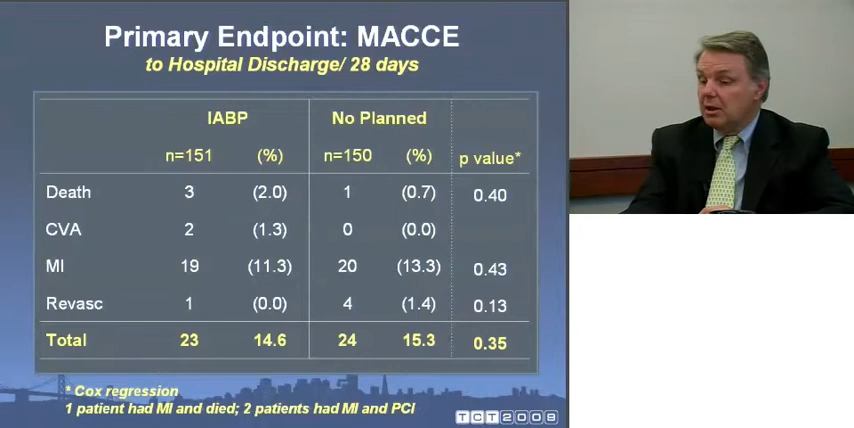 Primary Endpoint: MACCE
to Hospital Discharge/ 28 days
IABP No Planned
n=151 (%) n=150 (%) p value*
Death 3 (2.0) 1 (0.7) 0.40
CVA 2 (1.3) 0 (0.0)
MI 19 (11.3) 20 (13.3) 0.43
Revasc 1 (0.0) 4 (1.4) 0.13
Total 23 14.6 24 15.3 0.35
* Cox regression
1 patient had MI and died; 2 patients had MI and PCI
TCT2008